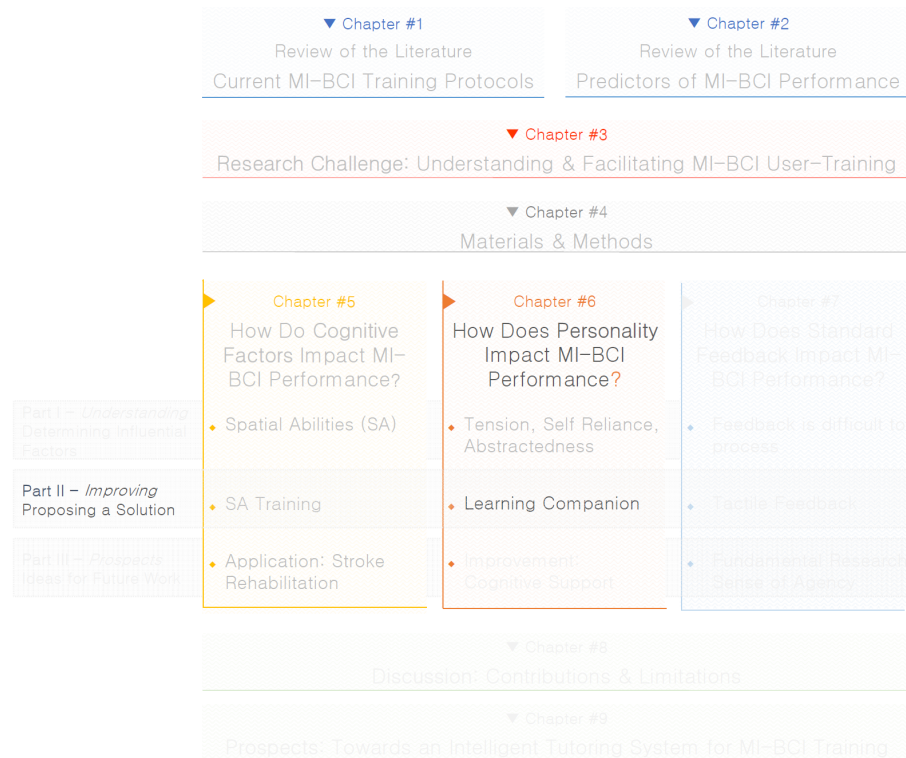 ▼ Chapter #1
Review of the Literature
Current MI-BCI Training Protocols
▼ Chapter #2
Review of the Literature
Predictors of MI-BCI Performance
▼ Chapter #3
Research Challenge: Understanding & Facilitating MI-BCI User-Training
▼ Chapter #4
Materials & Methods
Chapter #5
How Do Cognitive
Factors Impact MI-
BCI Performance?
Chapter #6
How Does Personality
Impact MI-BCI
Performance?
Chapter #7
How Does Standard
Feedback Impact MI-
BCI Performance?
Part I - Understanding
Determining Influential
Factors
Spatial Abilities (SA)
Tension, Self Reliance,
Abstractedness
Feedback is difficult to
process
Part II - Improving
Proposing a Solution
SA Training
Learning Companion
Tactile Feedback
Part III - Prospects
Ideas for Future Work
Application: Stroke
Rehabilitation
Improvement:
Cognitive Support
Fundamental Research
Sense of Agency
▼ Chapter #8
Discussion: Contributions & Limitations
▼ Chapter #9
Prospects: Towards an Intelligent Tutoring System for MI-BCI Training